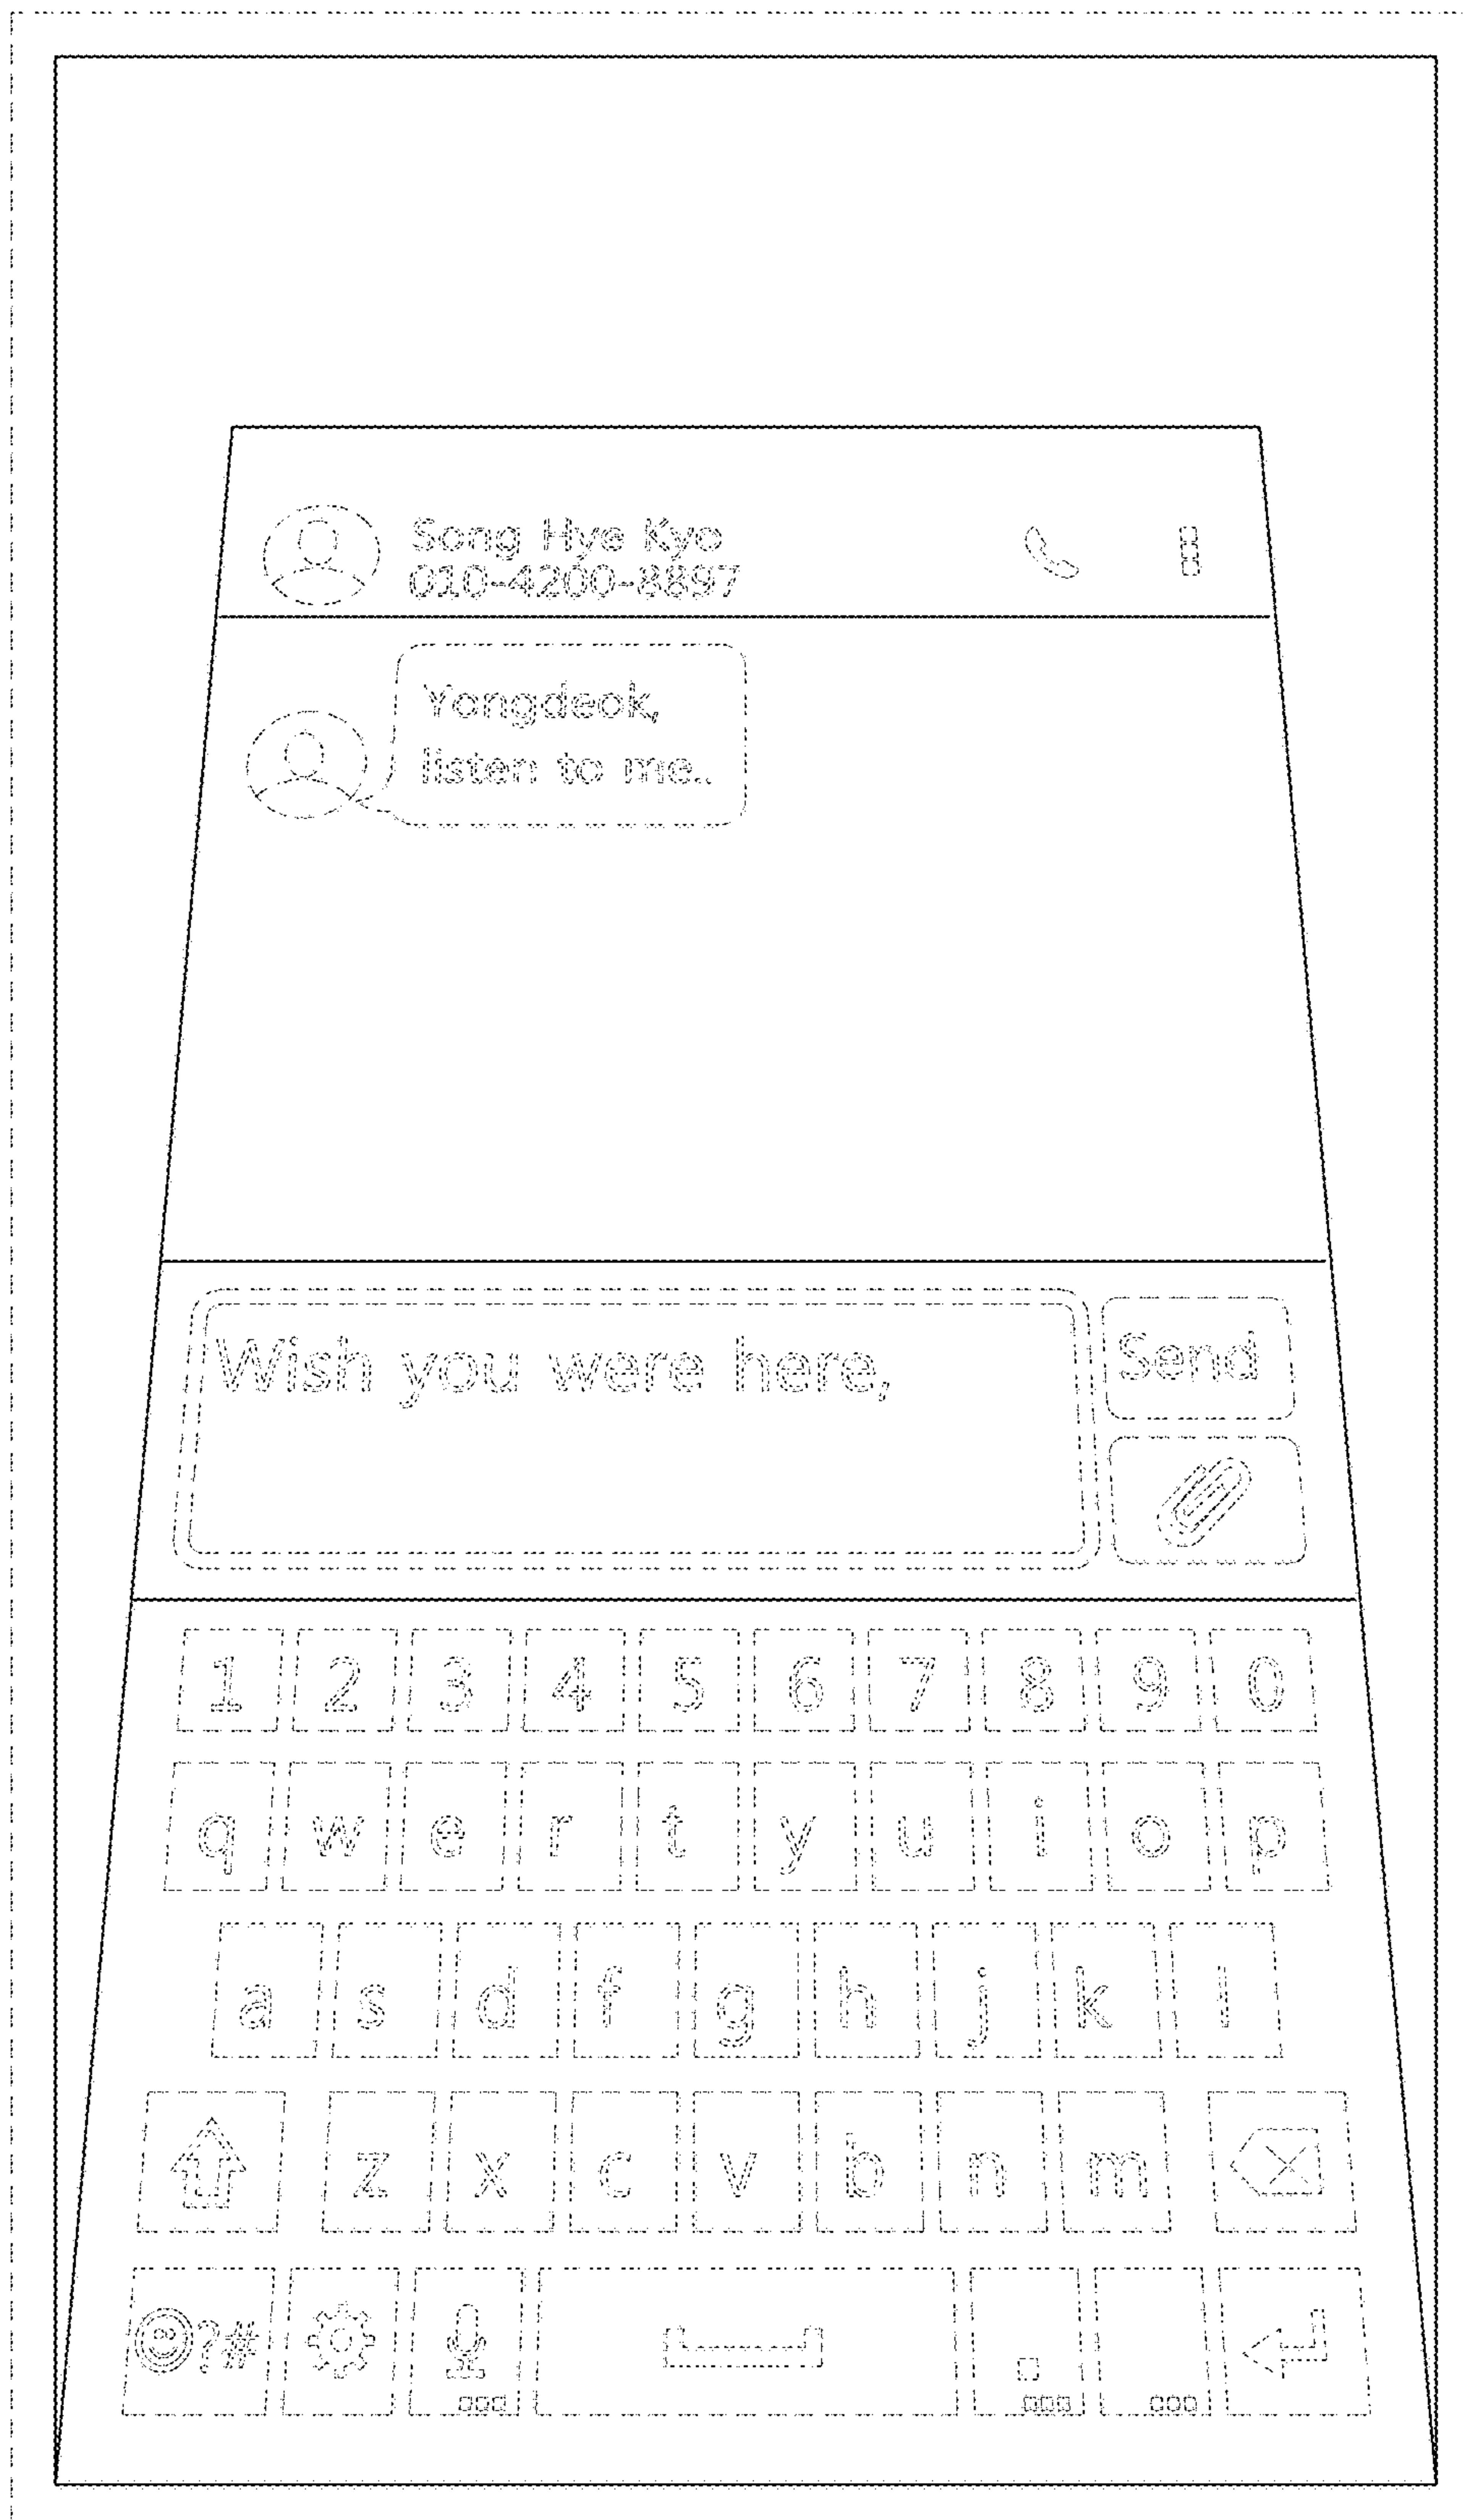 Song Hye Kyo
010-4200-8897
Yongdeok,
listen to me..
Wish you were here,
Send
1 2 3 4 5 6 7 8 9 0
q w e r t y u i o p
a s d f g h j k l
z x c v b n m
?# .